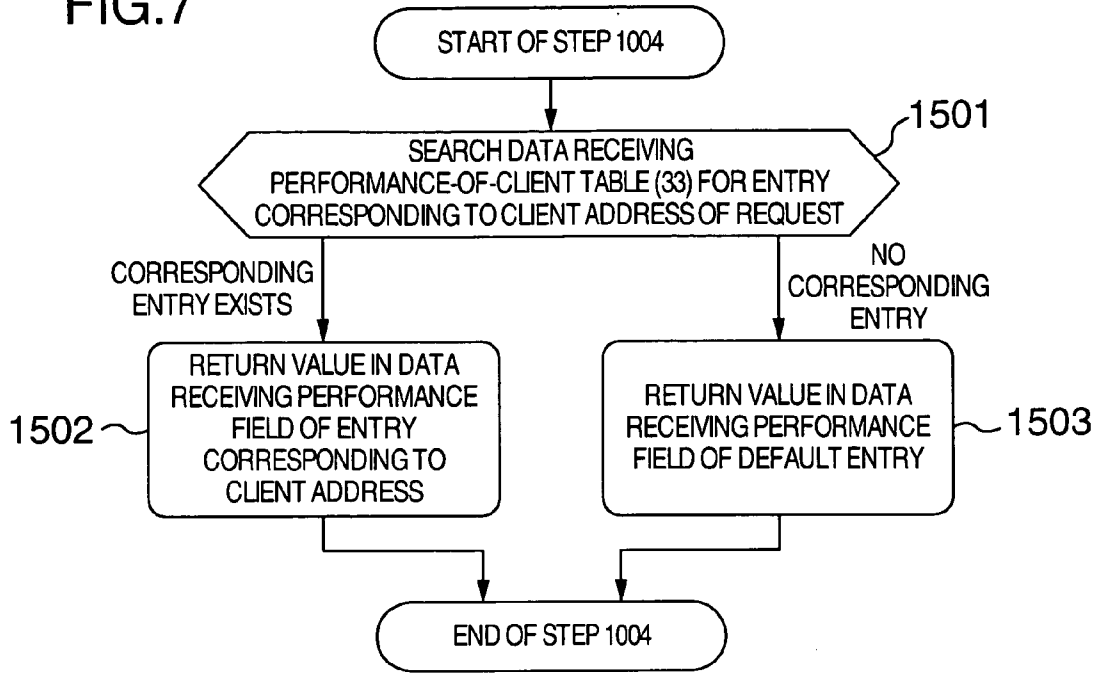 FIG.7
START OF STEP 1004
1501
SEARCH DATA RECEIVING
PERFORMANCE-OF-CLIENT TABLE (33) FOR ENTRY
CORRESPONDING TO CLIENT ADDRESS OF REQUEST
CORRESPONDING
ENTRY EXISTS
NO
CORRESPONDING
ENTRY
1502
RETURN VALUE IN DATA
RECEIVING PERFORMANCE
FIELD OF ENTRY
CORRESPONDING TO
CLIENT ADDRESS
RETURN VALUE IN DATA
RECEIVING PERFORMANCE
FIELD OF DEFAULT ENTRY
1503
END OF STEP 1004